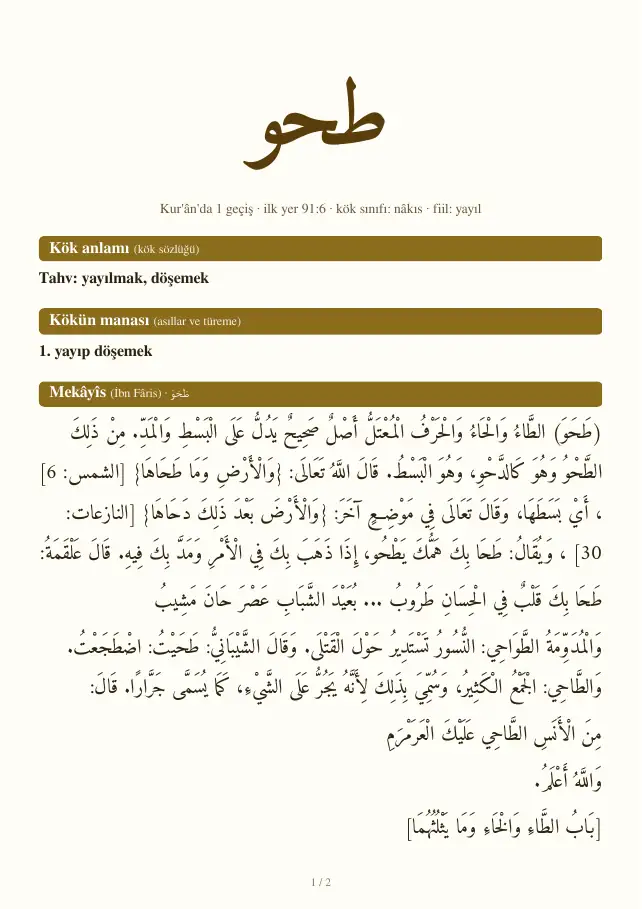 طحو
Kur'ân'da 1 geçiş · ilk yer 91:6 · kök sınıfı: nâkıs · fiil: yayıl
Kök anlamı (kök sözlüğü)
Tahv: yayılmak, döşemek
Kökün manası (asıllar ve türeme)
1. yayıp döşemek
Mekâyîs (İbn Fâris) · طَحَوَ
(طَحَوَ) الطَّاءُ وَالْحَاءُ وَالْحَرْفُ الْمُعْتَلُّ أَصْلٌ صَحِيحٌ يَدُلُّ عَلَى الْبَسْطِ وَالْمَدِّ. مِنْ ذَلِكَ
الطَّحْوُ وَهُوَ كَالدَّحْوِ، وَهُوَ الْبَسْطُ. قَالَ اللَّهُ تَعَالَى: {وَالْأَرْضِ وَمَا طَحَاهَا} [الشمس: 6]
، أَيْ بَسَطَهَا، وَقَالَ تَعَالَى فِي مَوْضِعٍ آخَرَ: {وَالْأَرْضَ بَعْدَ ذَلِكَ دَحَاهَا} [النازعات:
30] ، وَيُقَالُ: طَحَا بِكَ هَمُّكَ يَطْحُو، إِذَا ذَهَبَ بِكَ فِي الْأَمْرِ وَمَدَّ بِكَ فِيهِ. قَالَ عَلْقَمَةُ:
طَحَا بِكَ قَلْبٌ فِي الْحِسَانِ طَرُوبُ ... بُعَيْدَ الشَّبَابِ عَصْرَ حَانَ مَشِيبُ
وَالْمُدَوِّمَةُ الطَّوَاحِي: النُّسُورُ تَسْتَدِيرُ حَوْلَ الْقَتْلَى. وَقَالَ الشَّيْبَانِيُّ: طَحَيْتُ: اضْطَجَعْتُ.
وَالطَّاحِي: الْجَمْعُ الْكَثِيرُ، وَسُمِّيَ بِذَلِكَ لِأَنَّهُ يَجُرُّ عَلَى الشَّيْءِ، كَمَا يُسَمَّى جَرَّارًا. قَالَ:
مِنَ الْأَنَسِ الطَّاحِي عَلَيْكَ الْعَرَمْرَمِ
وَاللَّهُ أَعْلَمُ.
[بَابُ الطَّاءِ وَالْخَاءِ وَمَا يَثْلُثُهُمَا]
1 / 2